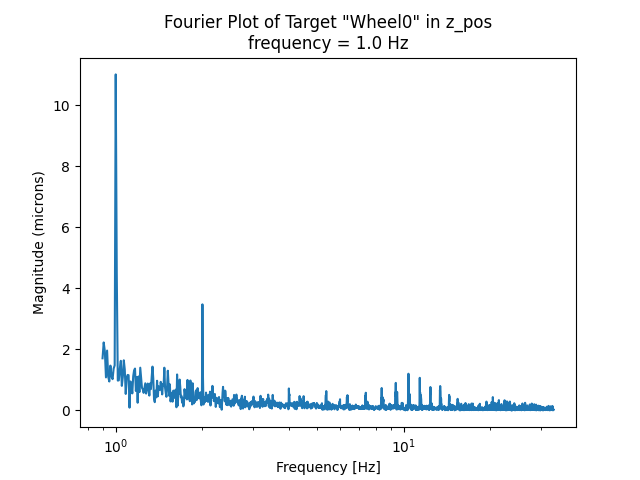 Fourier Plot of Target "Wheel0" in z_pos
frequency = 1.0 Hz
Magnitude (microns)
10
8
6
4
2
0
10⁰
10¹
Frequency [Hz]